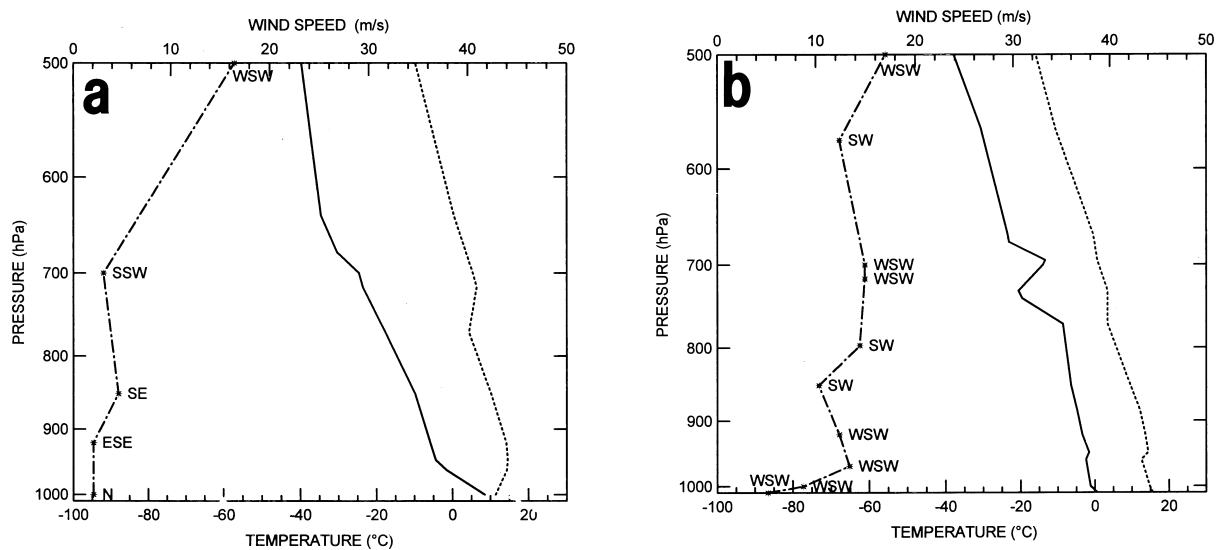 WIND SPEED (m/s)
0 10 20 30 40 50
a
500
600
700
800
900
1000
PRESSURE (hPa)
WSW
SSW
SE
ESE
N
-100 -80 -60 -40 -20 0 20
TEMPERATURE (°C)
WIND SPEED (m/s)
0 10 20 30 40 50
b
500
600
700
800
900
1000
PRESSURE (hPa)
WSW
SW
WSW
WSW
SW
SW
WSW
WSW
WSW
WSW
-100 -80 -60 -40 -20 0 20
TEMPERATURE (°C)